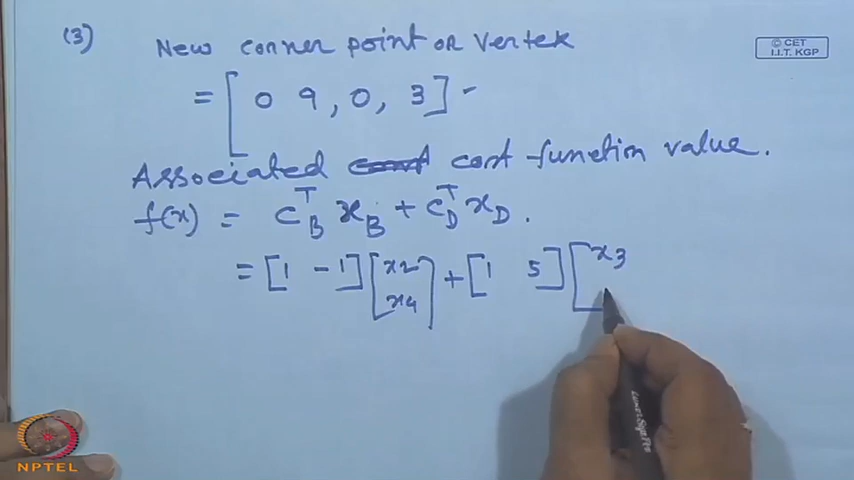 (3) New corner point or vertex
© CET
I.I.T. KGP
= [ 0 9 , 0 , 3 ]
Associated cost function value.
f(x) = C_B^T x_B + C_D^T x_D .
= [1 -1] [x2 x4] + [1 5] [x3
NPTEL